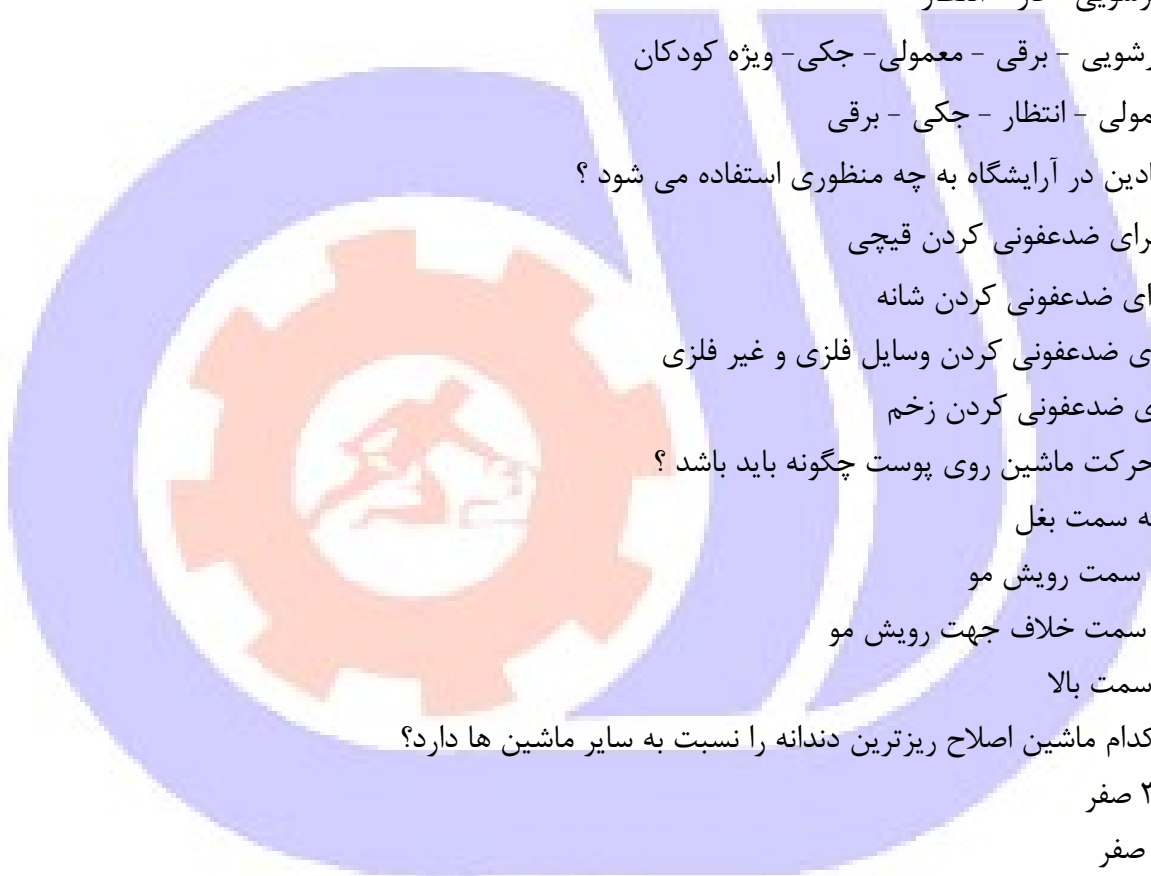 رشویی - کار - انتظار
رشویی - برقی - معمولی- جکی- ویژه کودکان
مولی - انتظار - جکی - برقی
ادین در آرایشگاه به چه منظوری استفاده می شود ؟
رای ضدعفونی کردن قیچی
ای ضدعفونی کردن شانه
ی ضدعفونی کردن وسایل فلزی و غیر فلزی
ی ضدعفونی کردن زخم
حرکت ماشین روی پوست چگونه باید باشد ؟
ه سمت بغل
سمت رویش مو
سمت خلاف جهت رویش مو
سمت بالا
کدام ماشین اصلاح ریزترین دندانه را نسبت به سایر ماشین ها دارد؟
۲ صفر
صفر